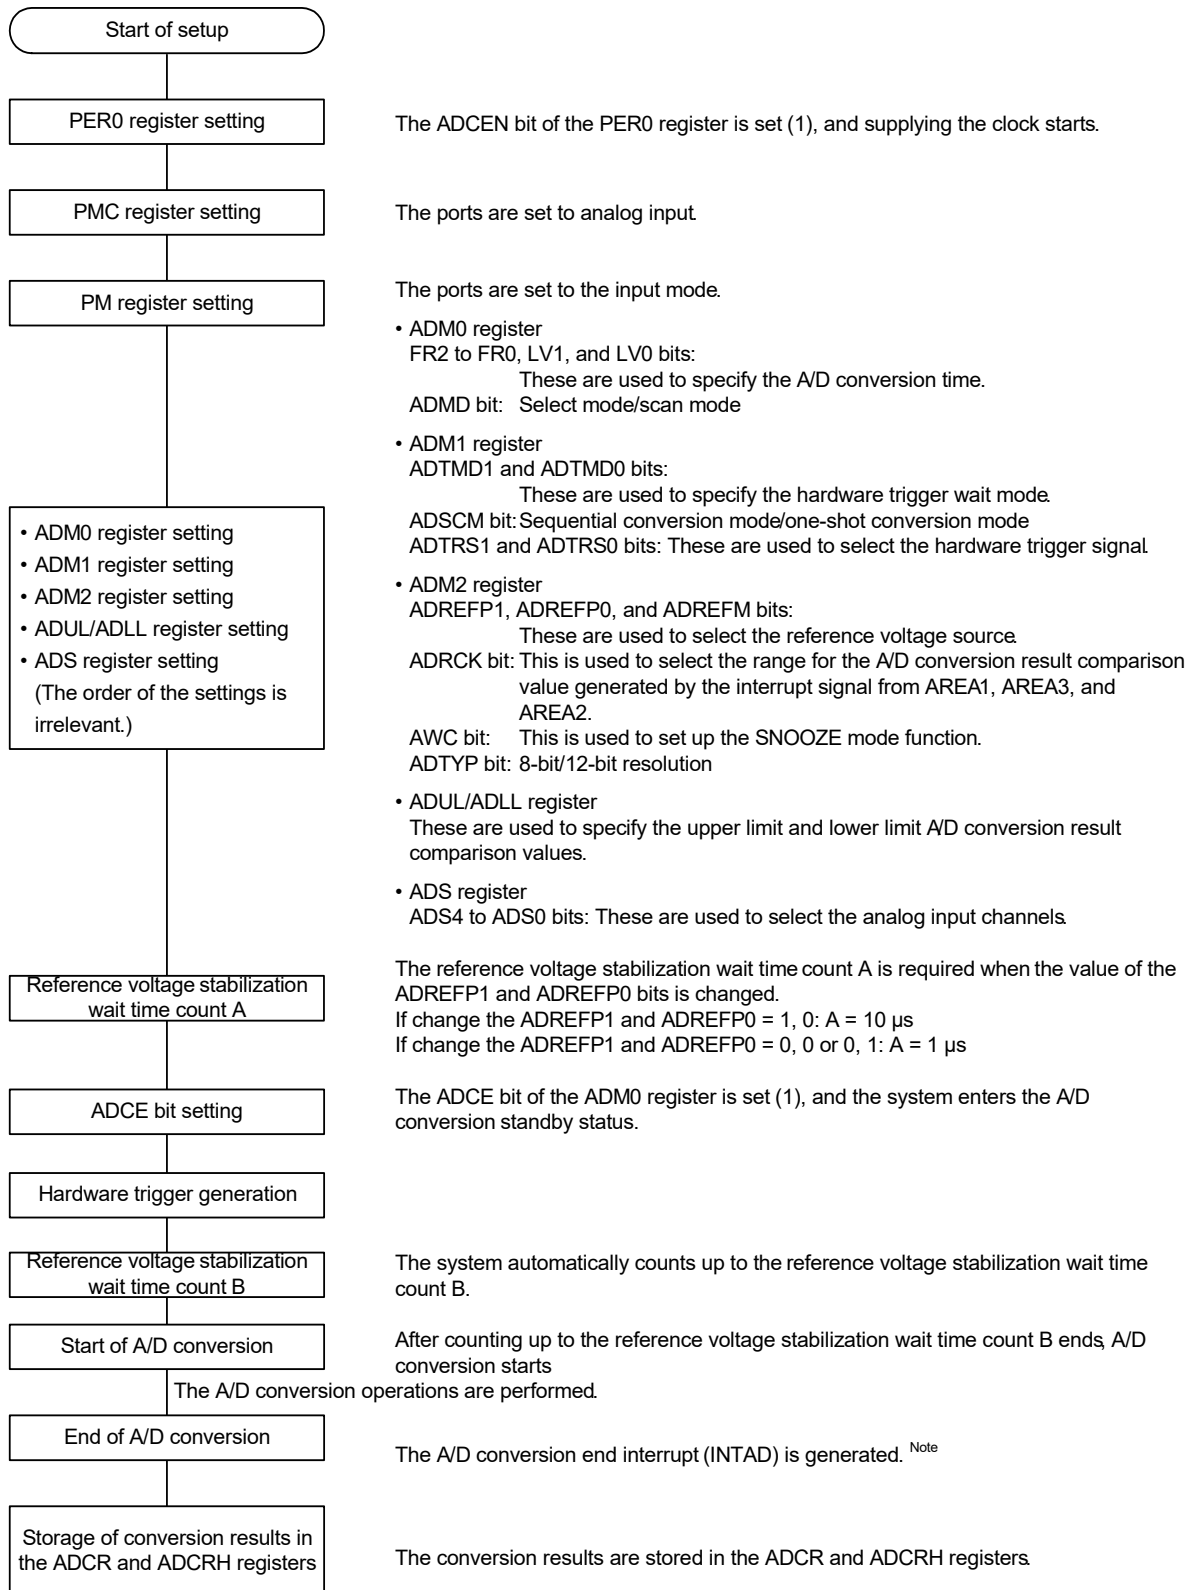 Start of setup
PER0 register setting
The ADCEN bit of the PER0 register is set (1), and supplying the clock starts.
PMC register setting
The ports are set to analog input.
PM register setting
The ports are set to the input mode.
• ADM0 register
FR2 to FR0, LV1, and LV0 bits:
These are used to specify the A/D conversion time.
ADMD bit: Select mode/scan mode
• ADM1 register
ADTMD1 and ADTMD0 bits:
These are used to specify the hardware trigger wait mode.
ADSCM bit: Sequential conversion mode/one-shot conversion mode
ADTRS1 and ADTRS0 bits: These are used to select the hardware trigger signal.
• ADM0 register setting
• ADM1 register setting
• ADM2 register setting
• ADUL/ADLL register setting
• ADS register setting
(The order of the settings is
irrelevant.)
• ADM2 register
ADREFP1, ADREFP0, and ADREFM bits:
These are used to select the reference voltage source.
ADRCK bit: This is used to select the range for the A/D conversion result comparison
value generated by the interrupt signal from AREA1, AREA3, and
AREA2.
AWC bit: This is used to set up the SNOOZE mode function.
ADTYP bit: 8-bit/12-bit resolution
• ADUL/ADLL register
These are used to specify the upper limit and lower limit A/D conversion result
comparison values.
• ADS register
ADS4 to ADS0 bits: These are used to select the analog input channels.
Reference voltage stabilization
wait time count A
The reference voltage stabilization wait time count A is required when the value of the
ADREFP1 and ADREFP0 bits is changed.
If change the ADREFP1 and ADREFP0 = 1, 0: A = 10 µs
If change the ADREFP1 and ADREFP0 = 0, 0 or 0, 1: A = 1 µs
ADCE bit setting
The ADCE bit of the ADM0 register is set (1), and the system enters the A/D
conversion standby status.
Hardware trigger generation
Reference voltage stabilization
wait time count B
The system automatically counts up to the reference voltage stabilization wait time
count B.
Start of A/D conversion
After counting up to the reference voltage stabilization wait time count B ends, A/D
conversion starts
The A/D conversion operations are performed.
End of A/D conversion
The A/D conversion end interrupt (INTAD) is generated. Note
Storage of conversion results in
the ADCR and ADCRH registers
The conversion results are stored in the ADCR and ADCRH registers.